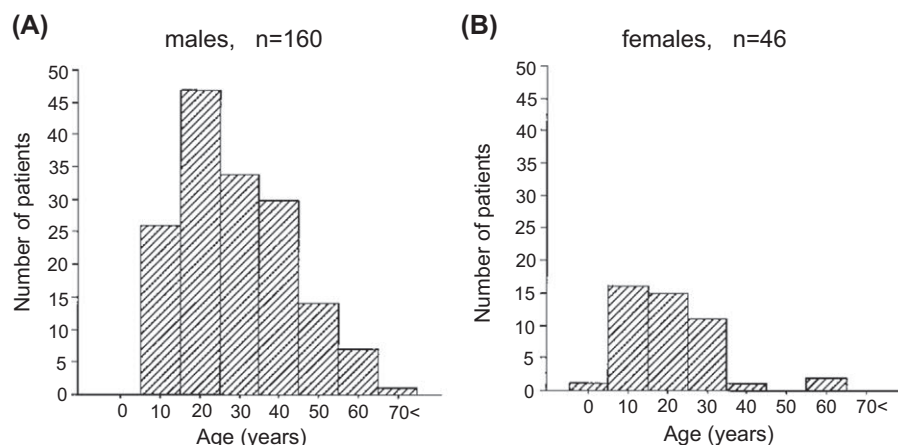 (A)
males, n=160
Number of patients
50
45
40
35
30
25
20
15
10
5
0
0 10 20 30 40 50 60 70<
Age (years)
(B)
females, n=46
Number of patients
50
45
40
35
30
25
20
15
10
5
0
0 10 20 30 40 50 60 70<
Age (years)